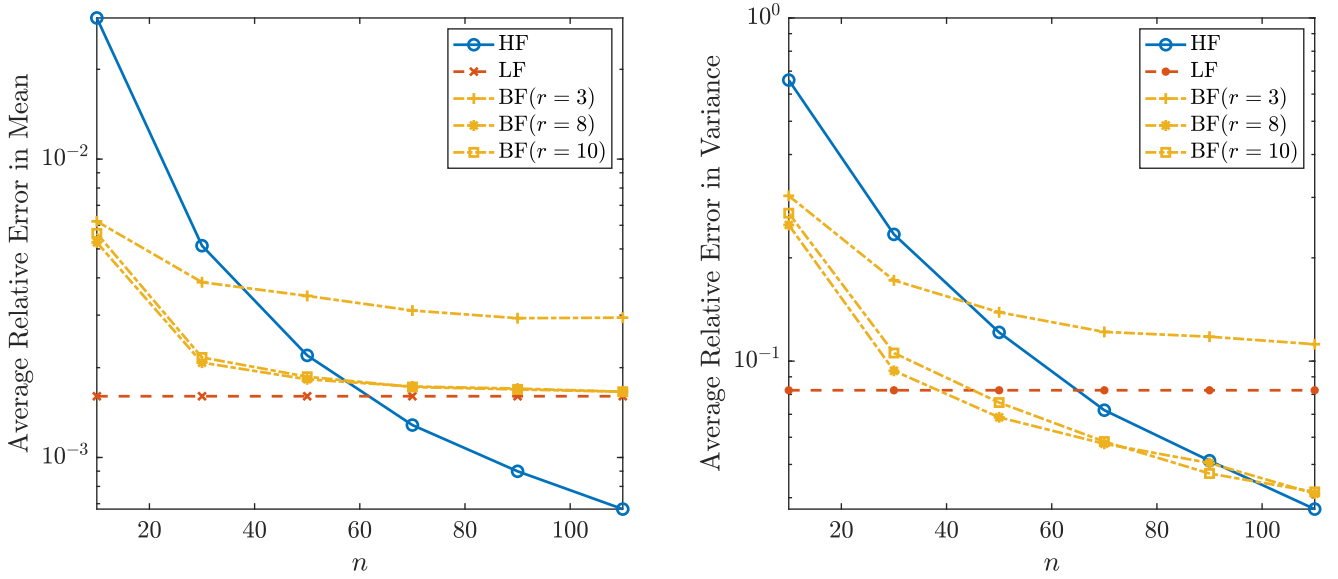 Average Relative Error in Mean
10⁻²
10⁻³
20 40 60 80 100
n
HF
LF
BF(r = 3)
BF(r = 8)
BF(r = 10)
Average Relative Error in Variance
10⁰
10⁻¹
20 40 60 80 100
n
HF
LF
BF(r = 3)
BF(r = 8)
BF(r = 10)